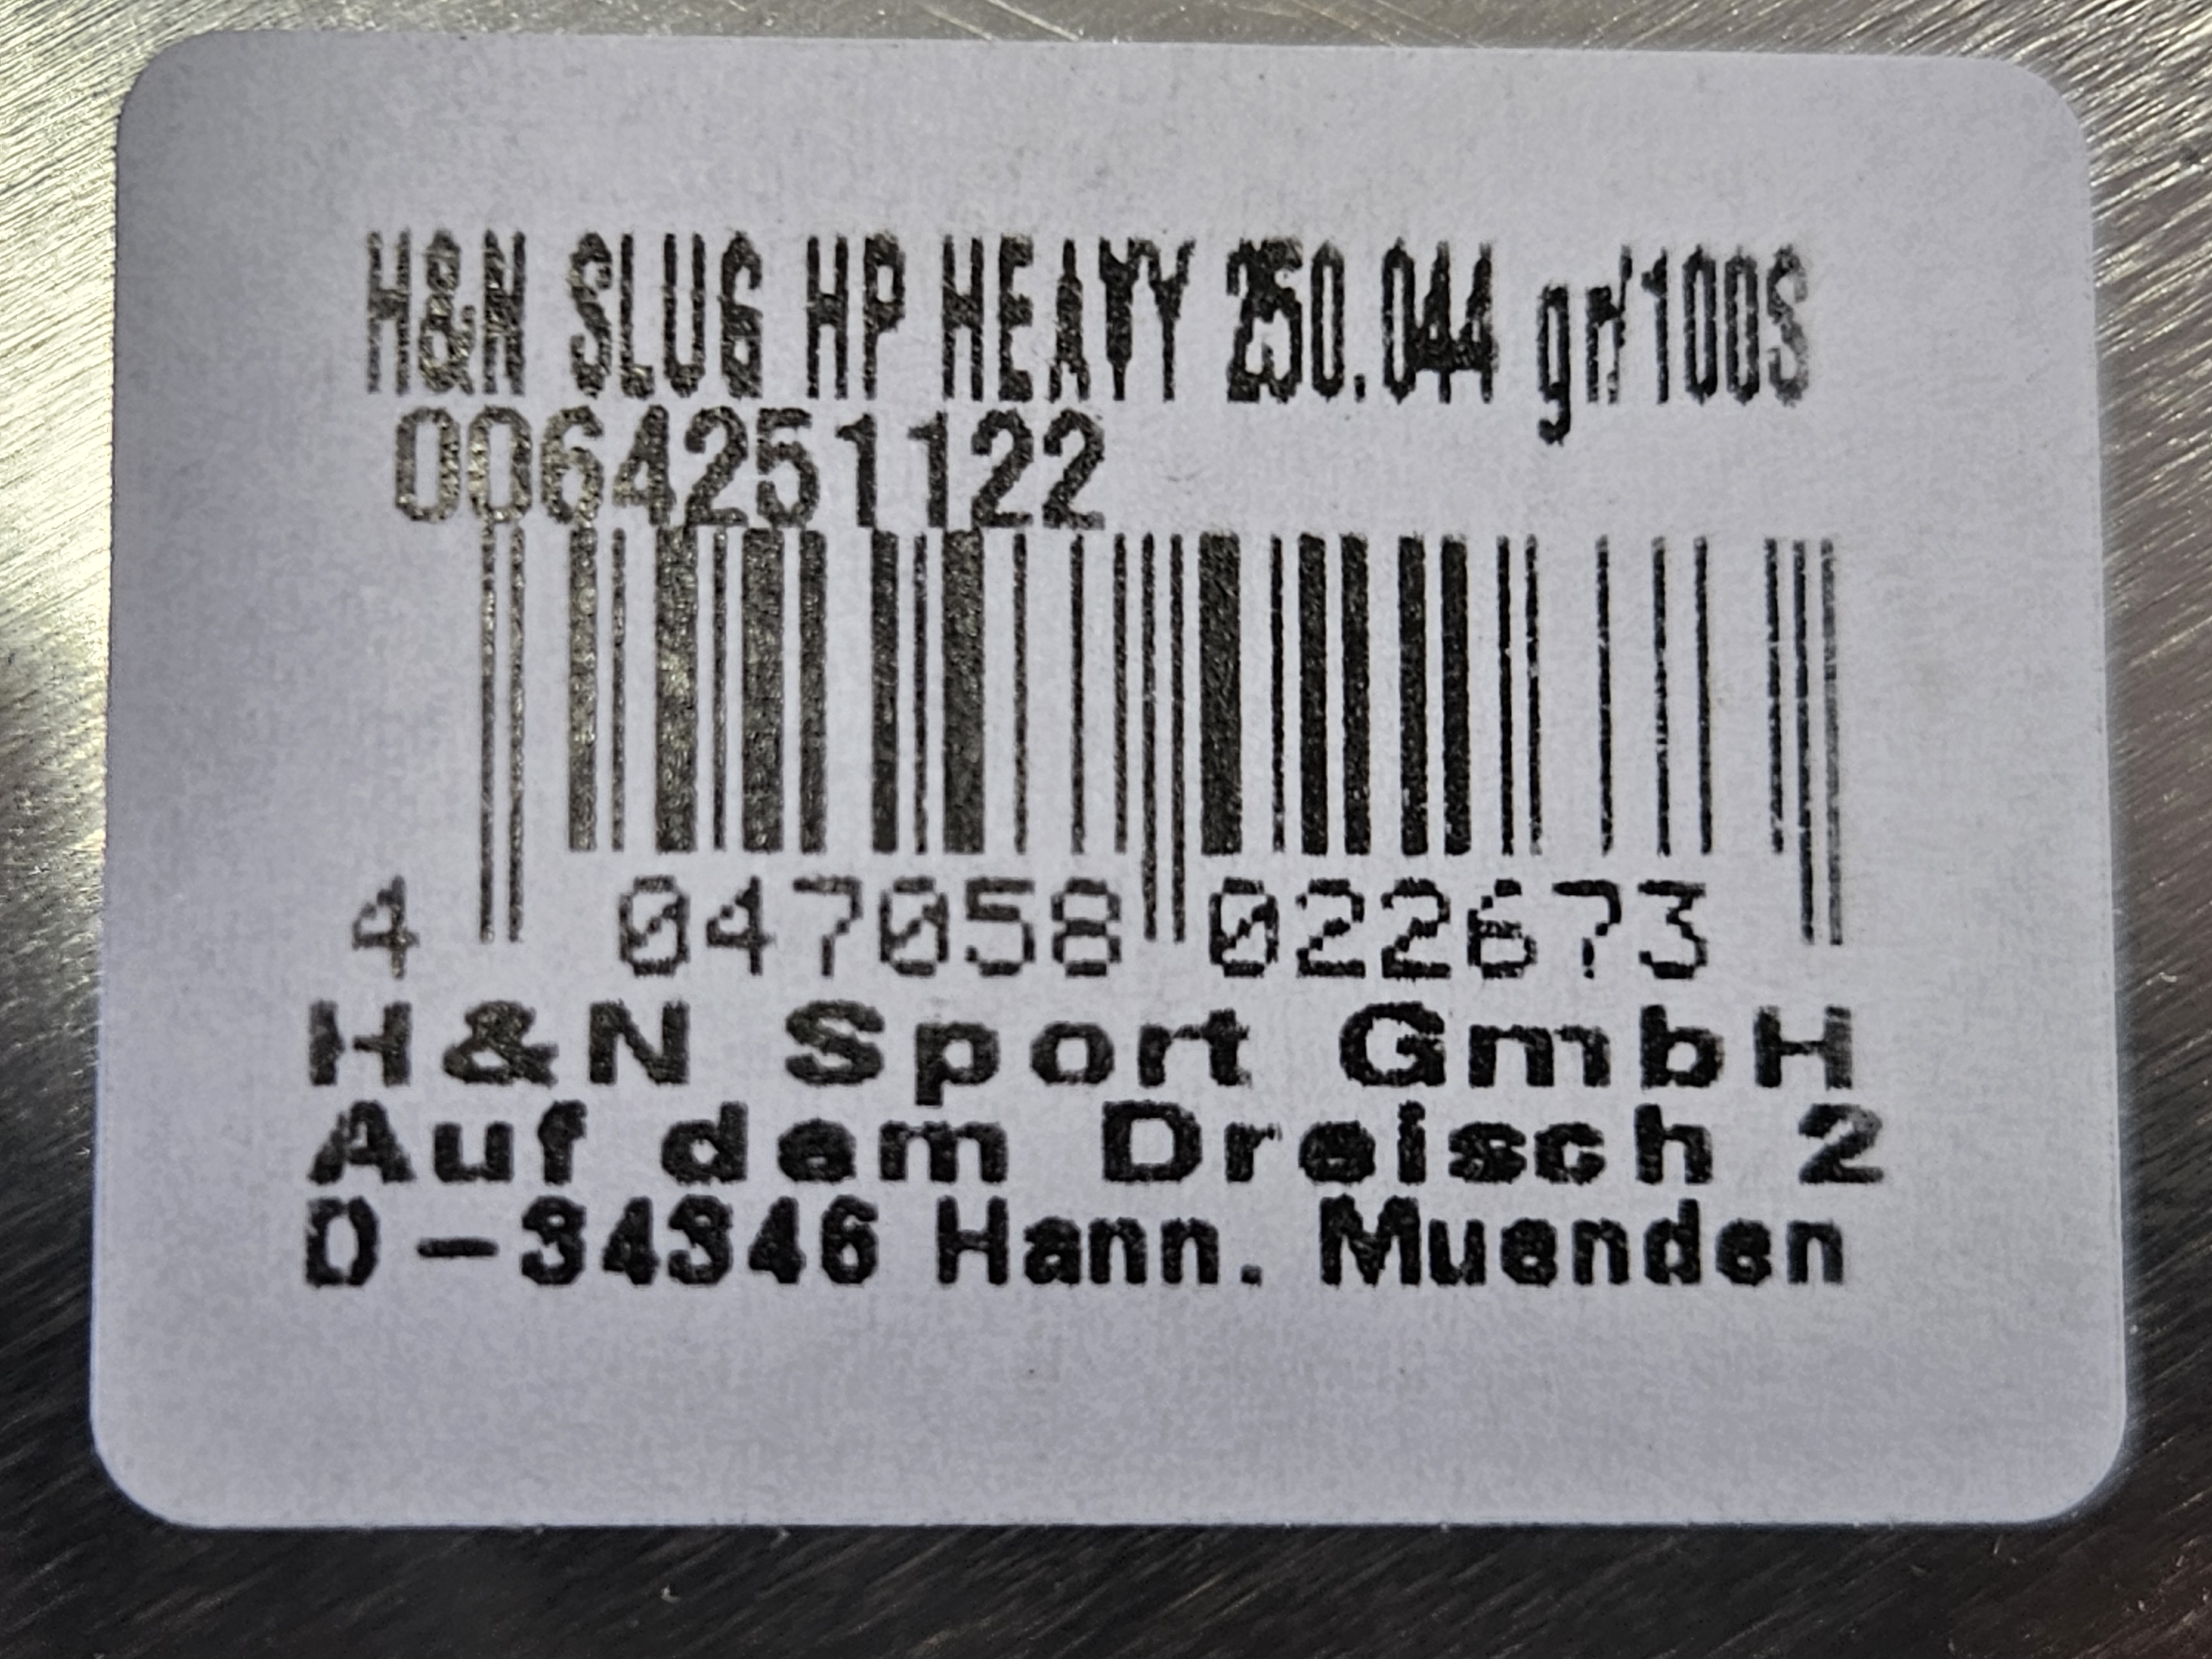 H&N SLUG HP HEAVY 250.044 gr/100S
0064251122
4 047058 022673
H&N Sport GmbH
Auf dem Dreisch 2
D-34346 Hann. Muenden